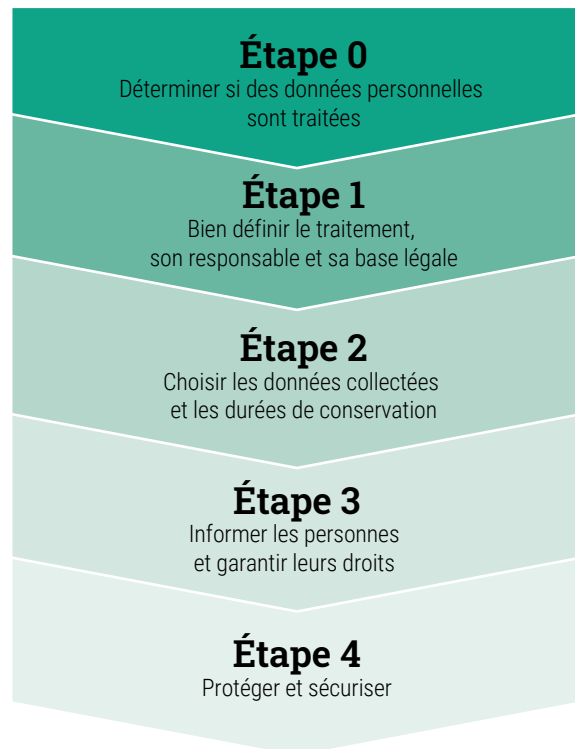 Étape 0
Déterminer si des données personnelles
sont traitées
Étape 1
Bien définir le traitement,
son responsable et sa base légale
Étape 2
Choisir les données collectées
et les durées de conservation
Étape 3
Informer les personnes
et garantir leurs droits
Étape 4
Protéger et sécuriser